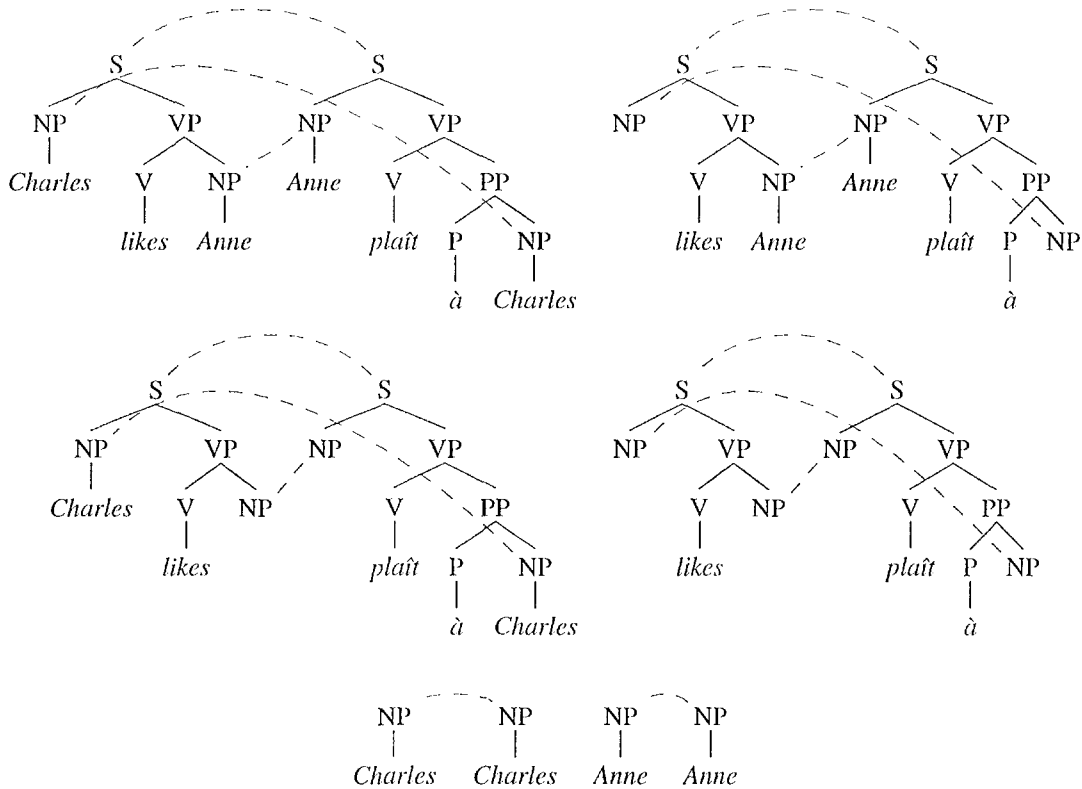 S S S S
NP VP NP VP NP VP NP VP
Charles V NP Anne V PP V NP Anne V PP
likes Anne plaît P NP likes Anne plaît P NP
à Charles à
S S S S
NP VP NP VP NP VP NP VP
Charles V NP V PP V NP V PP
likes plaît P NP likes plaît P NP
à Charles à
NP NP NP NP
Charles Charles Anne Anne